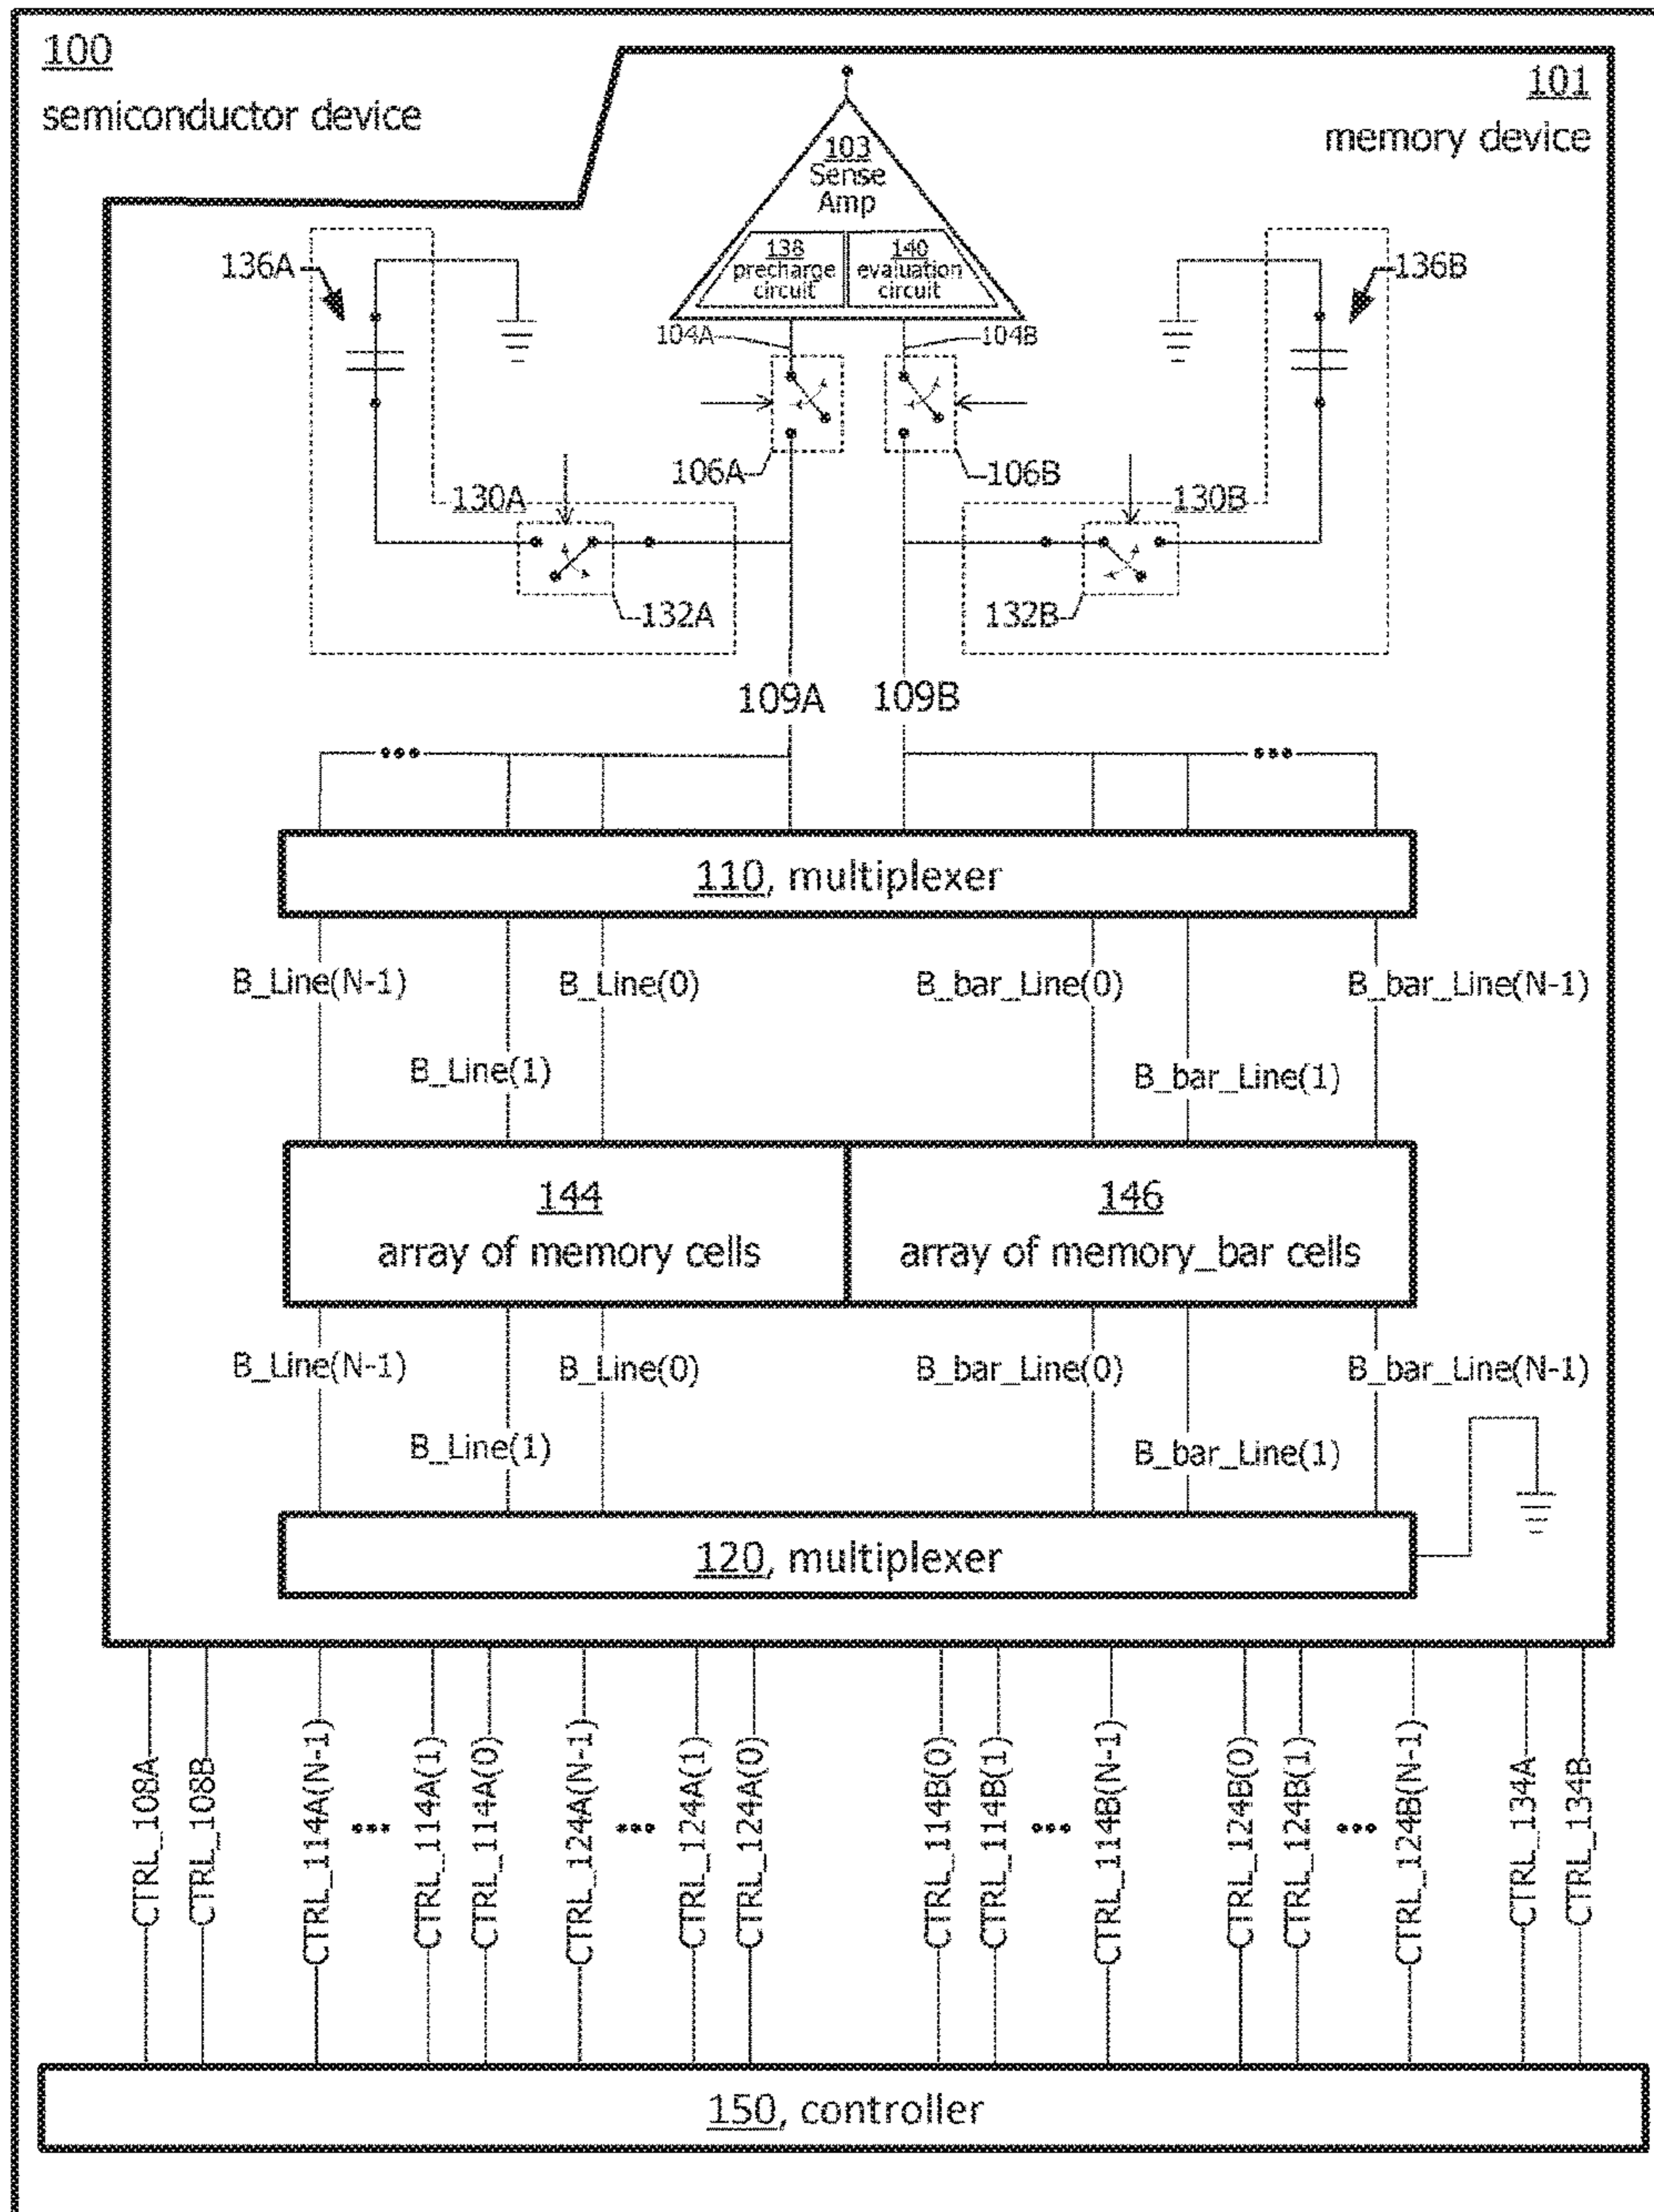 100
semiconductor device
101
memory device
103
Sense
Amp
138
precharge
circuit
140
evaluation
circuit
136A
136B
104A
104B
106A
106B
130A
130B
132A
132B
109A
109B
110, multiplexer
B_Line(N-1)
B_Line(0)
B_bar_Line(0)
B_bar_Line(N-1)
B_Line(1)
B_bar_Line(1)
144
array of memory cells
146
array of memory_bar cells
B_Line(N-1)
B_Line(0)
B_bar_Line(0)
B_bar_Line(N-1)
B_Line(1)
B_bar_Line(1)
120, multiplexer
CTRL_108A
CTRL_108B
CTRL_114A(N-1)
•••
CTRL_114A(1)
CTRL_114A(0)
CTRL_124A(N-1)
•••
CTRL_124A(1)
CTRL_124A(0)
CTRL_114B(0)
CTRL_114B(1)
•••
CTRL_114B(N-1)
CTRL_124B(0)
CTRL_124B(1)
•••
CTRL_124B(N-1)
CTRL_134A
CTRL_134B
150, controller